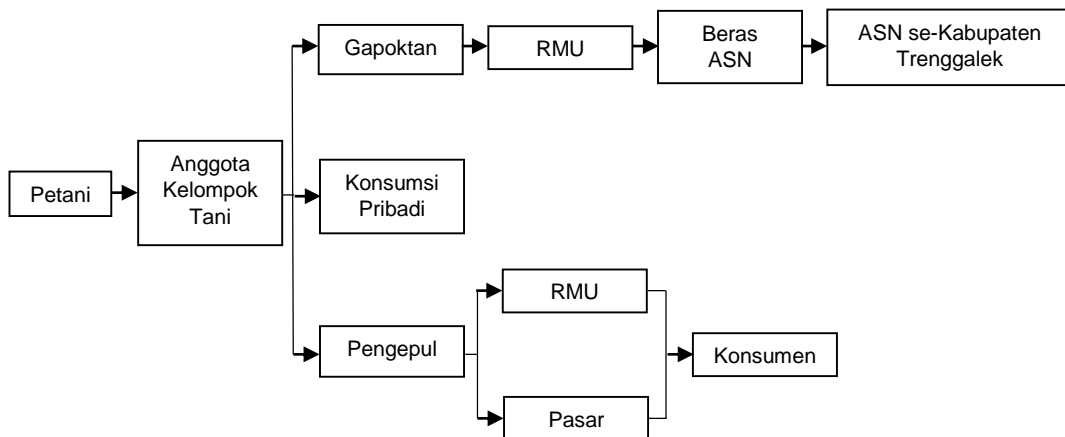 Gapoktan
RMU
Beras
ASN
ASN se-Kabupaten
Trenggalek
Petani
Anggota
Kelompok
Tani
Konsumsi
Pribadi
Pengepul
RMU
Pasar
Konsumen